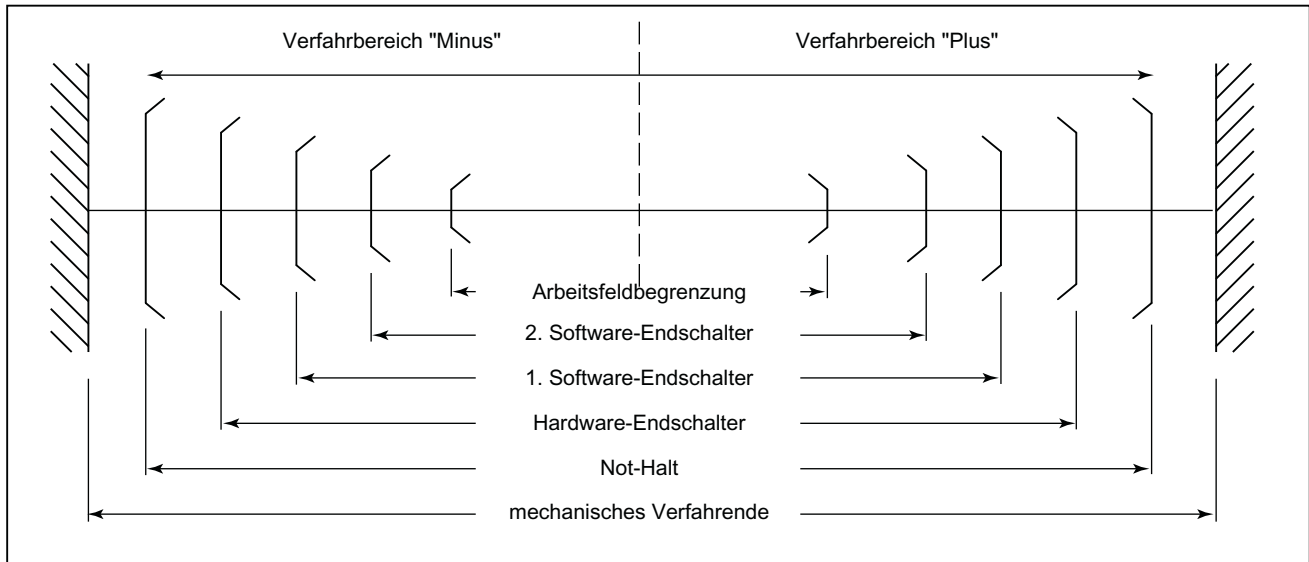 Verfahrbereich "Minus"
Verfahrbereich "Plus"
Arbeitsfeldbegrenzung
2. Software-Endschalter
1. Software-Endschalter
Hardware-Endschalter
Not-Halt
mechanisches Verfahrende